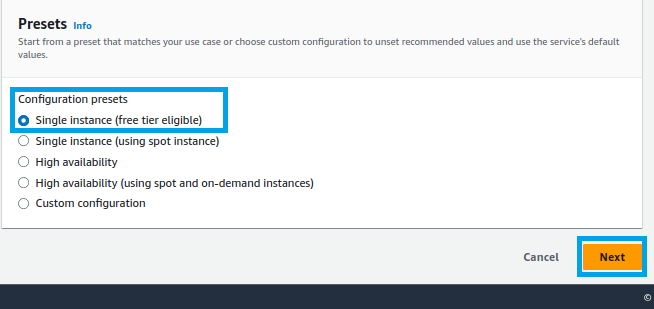 Presets Info
Start from a preset that matches your use case or choose custom configuration to unset recommended values and use the service's default
values.
Configuration presets
Single instance (free tier eligible)
Single instance (using spot instance)
High availability
High availability (using spot and on-demand instances)
Custom configuration
Cancel Next
©